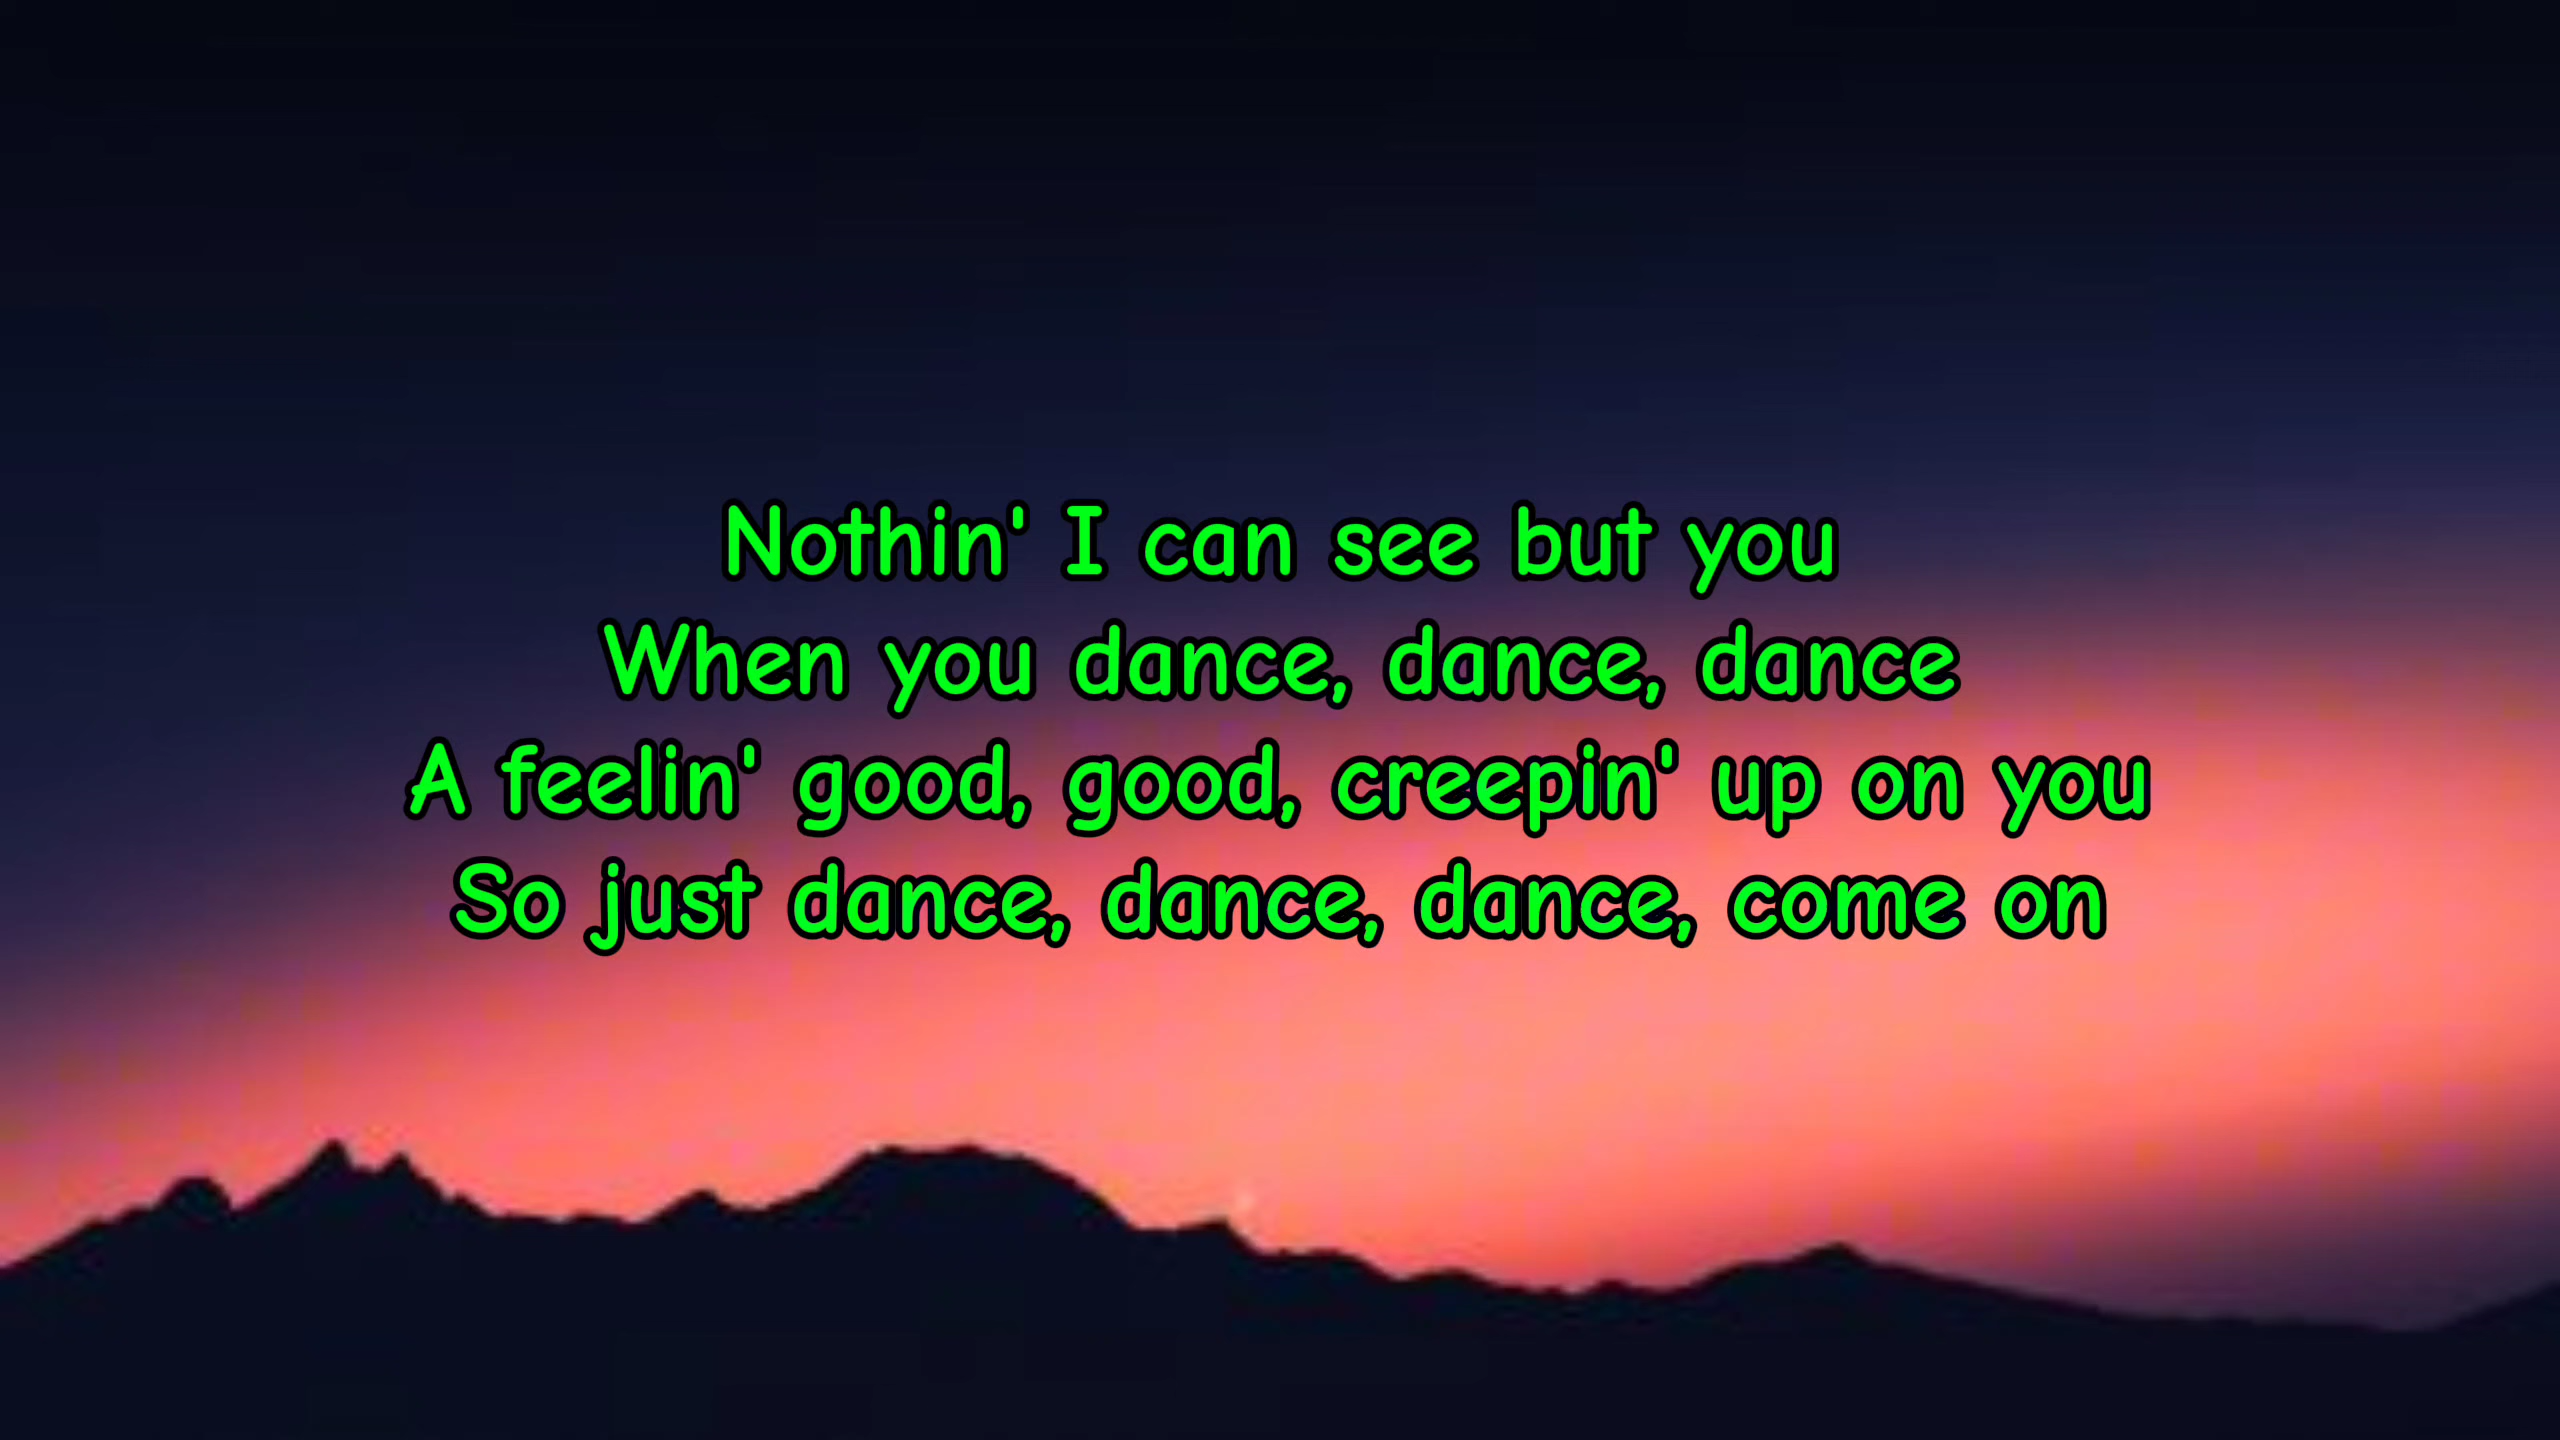 Nothin' I can see but you
When you dance, dance, dance
A feelin' good, good, creepin' up on you
So just dance, dance, dance, come on